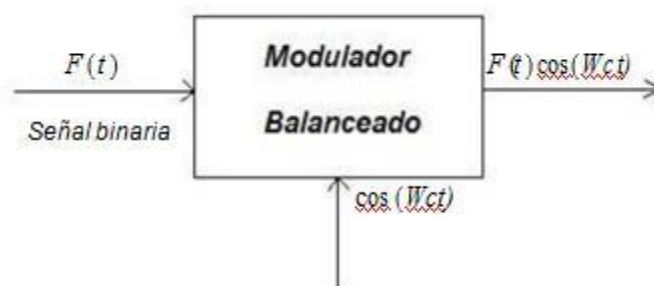 F(t)
Señal binaria
Modulador
Balanceado
F(t)cos(Wct)
cos(Wct)